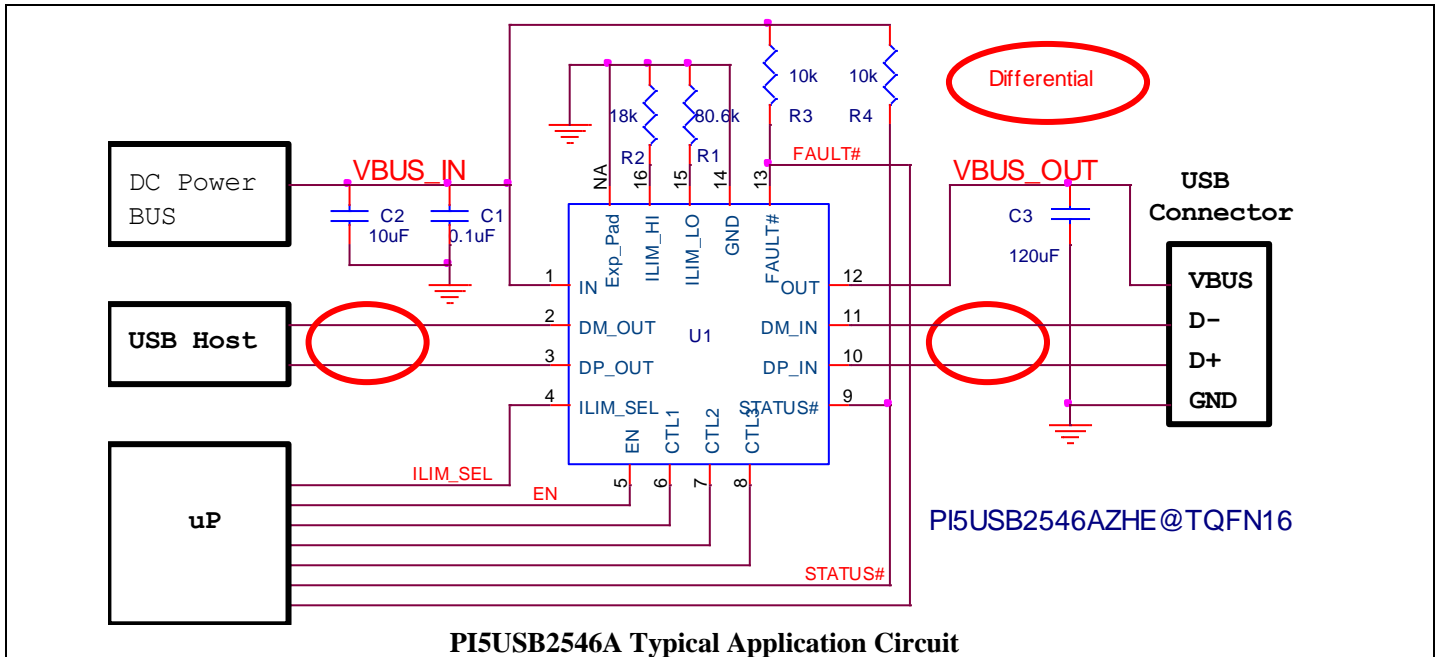 10k
10k
Differential
18k
80.6k
R3
R4
R2
R1
FAULT#
VBUS_IN
VBUS_OUT
USB
Connector
DC Power
BUS
NA
16
15
14
13
C2
C1
10uF
0.1uF
C3
120uF
Exp_Pad
ILIM_HI
ILIM_LO
GND
FAULT#
1
IN
OUT
12
VBUS
USB Host
2
DM_OUT
U1
DM_IN
11
D-
3
DP_OUT
DP_IN
10
D+
4
ILIM_SEL
STATUS#
9
GND
EN
CTL1
CTL2
CTL3
5
6
7
8
uP
ILIM_SEL
EN
STATUS#
PI5USB2546AZHE@TQFN16
PI5USB2546A Typical Application Circuit